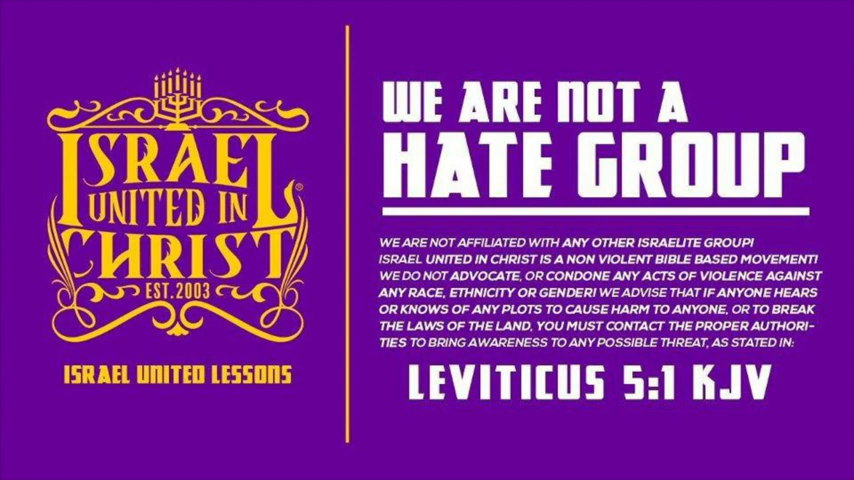 ISRAEL
UNITED IN
CHRIST
®
EST.2003
ISRAEL UNITED LESSONS
WE ARE NOT A
HATE GROUP
WE ARE NOT AFFILIATED WITH ANY OTHER ISRAELITE GROUP!
ISRAEL UNITED IN CHRIST IS A NON VIOLENT BIBLE BASED MOVEMENT!
WE DO NOT ADVOCATE, OR CONDONE ANY ACTS OF VIOLENCE AGAINST
ANY RACE, ETHNICITY OR GENDER! WE ADVISE THAT IF ANYONE HEARS
OR KNOWS OF ANY PLOTS TO CAUSE HARM TO ANYONE, OR TO BREAK
THE LAWS OF THE LAND, YOU MUST CONTACT THE PROPER AUTHORI-
TIES TO BRING AWARENESS TO ANY POSSIBLE THREAT, AS STATED IN:
LEVITICUS 5:1 KJV